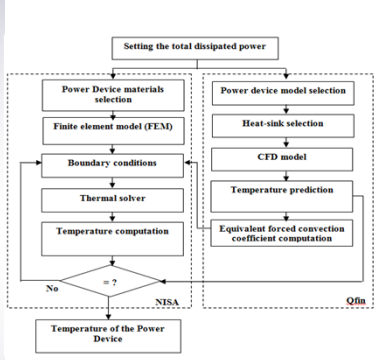 Setting the total dissipated power
Power Device materials
selection
Finite element model (FEM)
Boundary conditions
Thermal solver
Temperature computation
= ?
No
NISA
Temperature of the Power
Device
Power device model selection
Heat-sink selection
CFD model
Temperature prediction
Equivalent forced convection
coefficient computation
Qfin